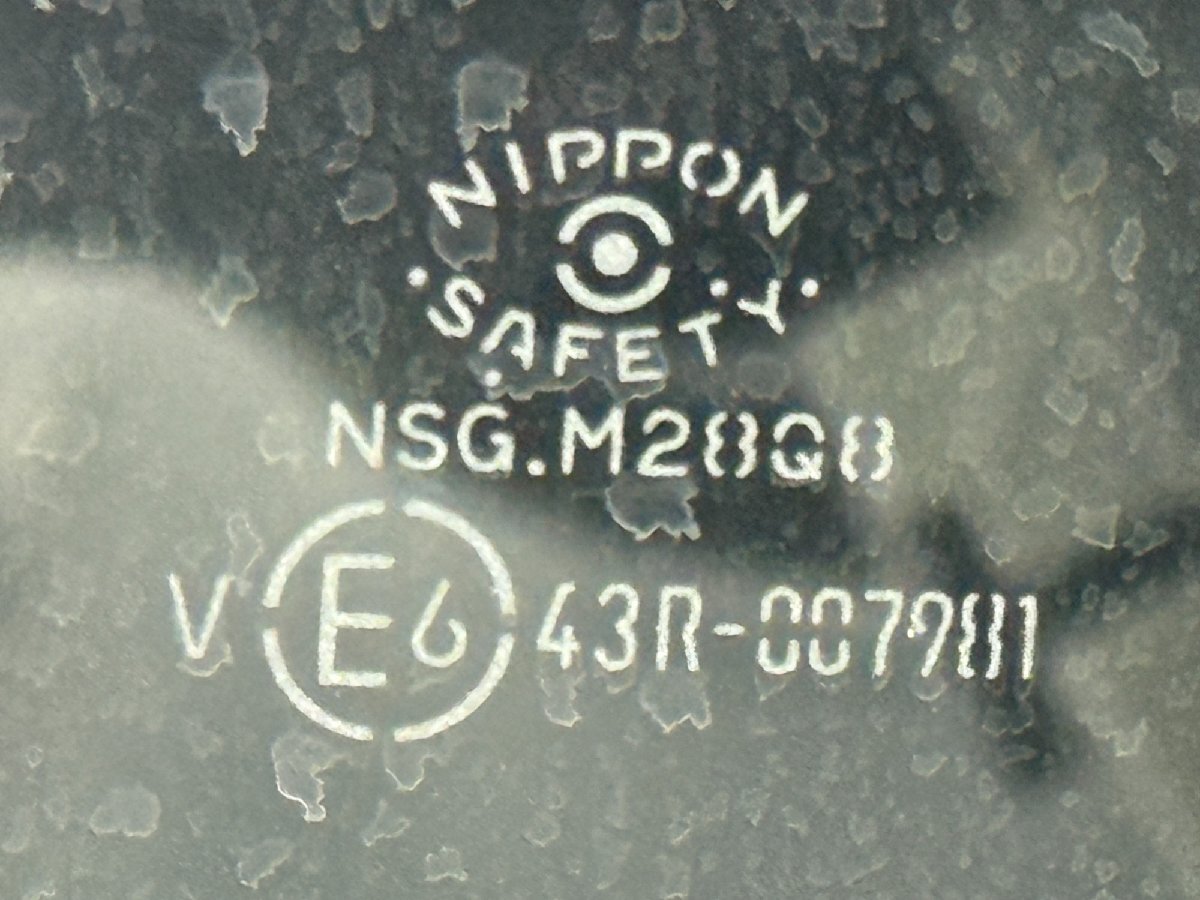 NIPPON
·SAFETY·
NSG.M28Q8
V E6 43R-007981